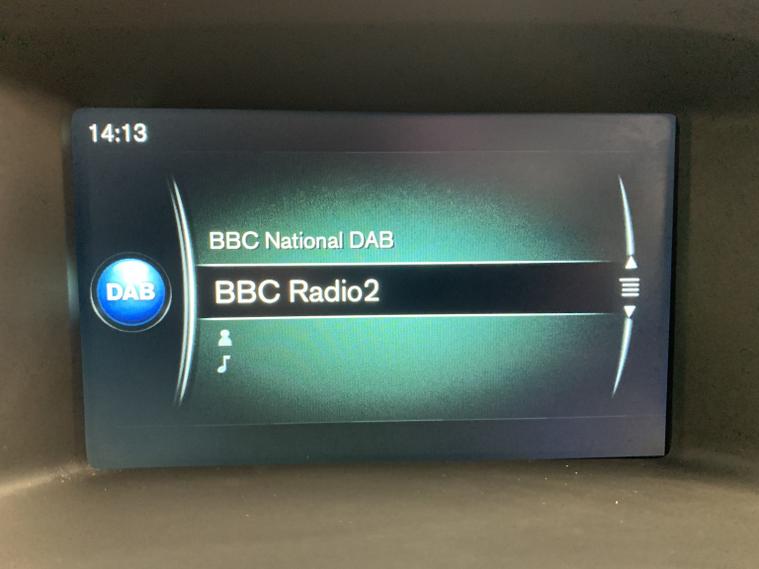 14:13
BBC National DAB
DAB
BBC Radio2